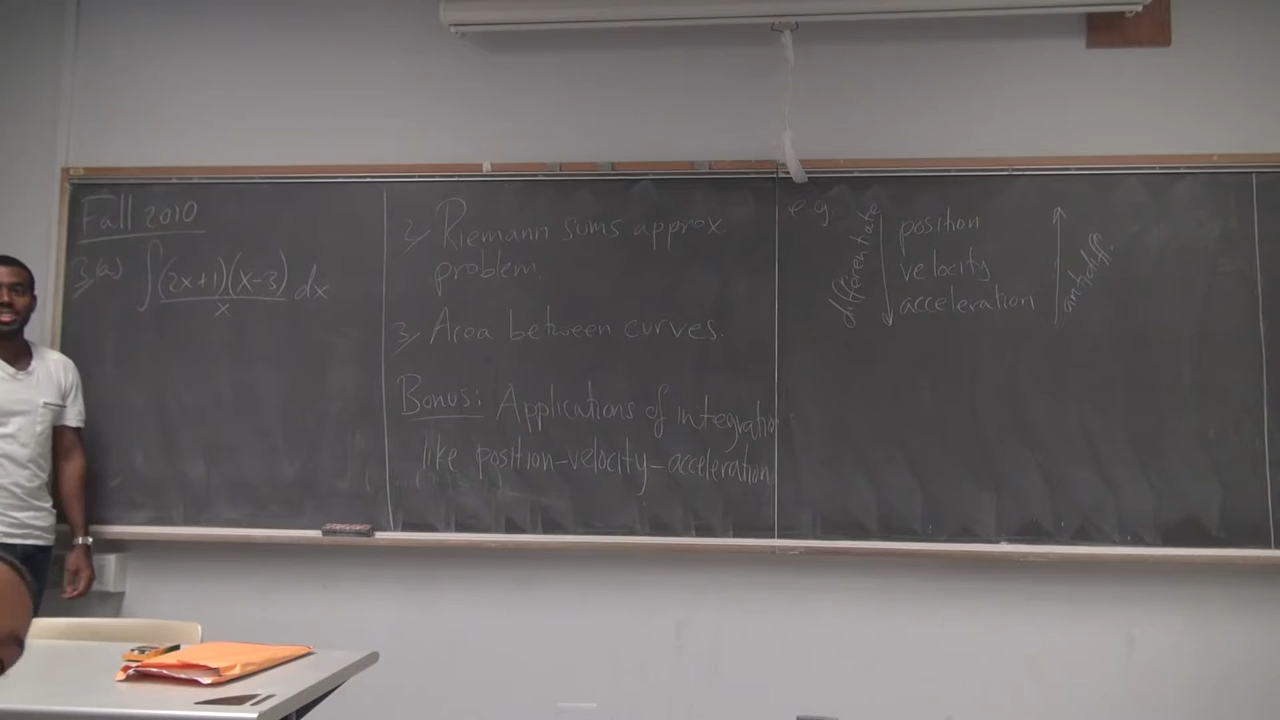 Fall 2010
3,(a) ∫ (2x+1)(x-3)/x dx
2, Riemann sums approx.
problem.
3, Area between curves.
Bonus: Applications of integration
like position-velocity-acceleration
e.g.
differentiate
position
velocity
acceleration
antidiff.